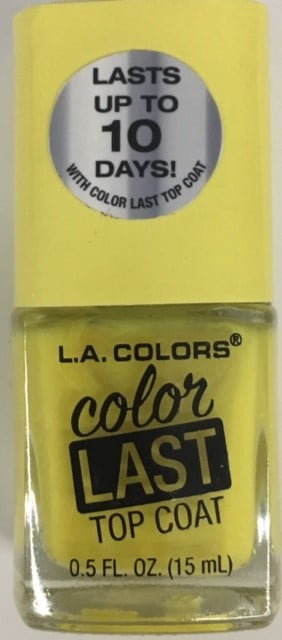 LASTS
UP TO
10
DAYS!
WITH COLOR LAST TOP COAT
L.A. COLORS®
color
LAST
TOP COAT
0.5 FL. OZ. (15 mL)